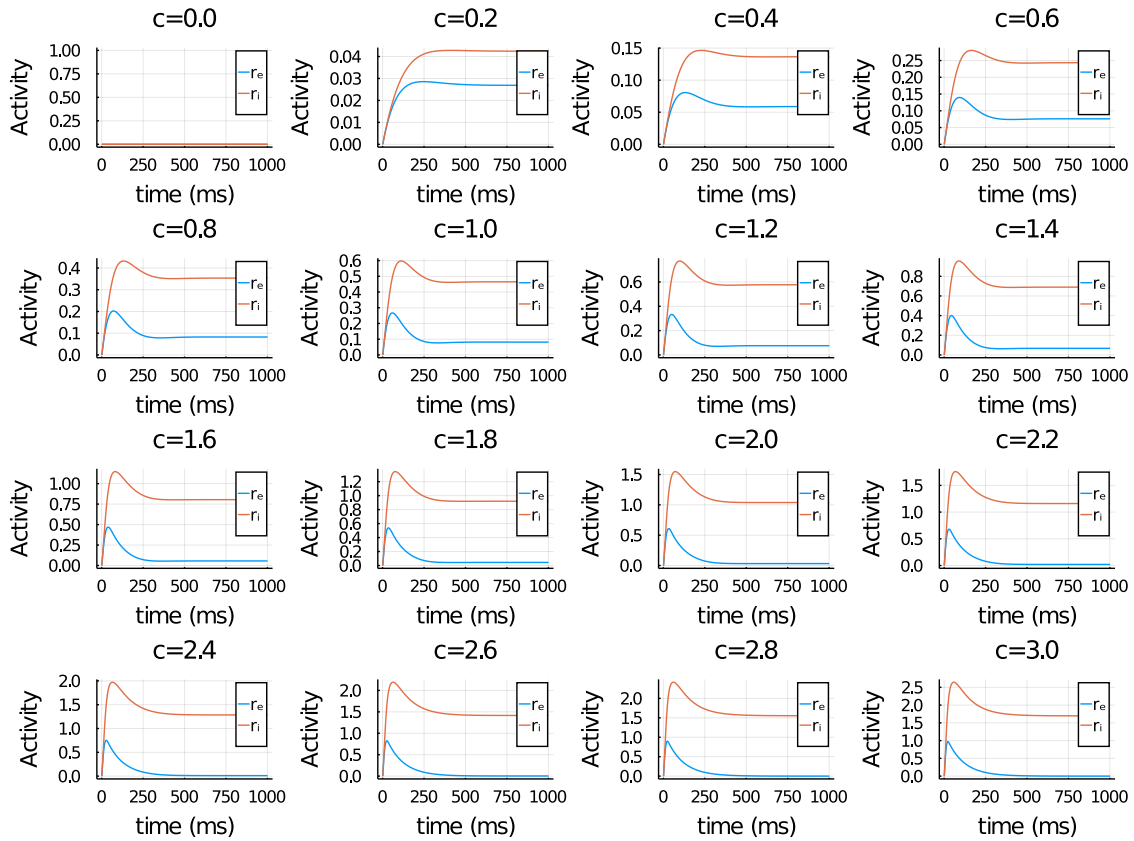 c=0.0
c=0.2
c=0.4
c=0.6
Activity
1.00
0.75
0.50
0.25
0.00
0 250 500 750 1000
time (ms)
rₑ
rᵢ
Activity
0.04
0.03
0.02
0.01
0.00
0 250 500 750 1000
time (ms)
rₑ
rᵢ
Activity
0.15
0.10
0.05
0.00
0 250 500 750 1000
time (ms)
rₑ
rᵢ
Activity
0.25
0.20
0.15
0.10
0.05
0.00
0 250 500 750 1000
time (ms)
rₑ
rᵢ
c=0.8
c=1.0
c=1.2
c=1.4
Activity
0.4
0.3
0.2
0.1
0.0
0 250 500 750 1000
time (ms)
rₑ
rᵢ
Activity
0.6
0.5
0.4
0.3
0.2
0.1
0.0
0 250 500 750 1000
time (ms)
rₑ
rᵢ
Activity
0.6
0.4
0.2
0.0
0 250 500 750 1000
time (ms)
rₑ
rᵢ
Activity
0.8
0.6
0.4
0.2
0.0
0 250 500 750 1000
time (ms)
rₑ
rᵢ
c=1.6
c=1.8
c=2.0
c=2.2
Activity
1.00
0.75
0.50
0.25
0.00
0 250 500 750 1000
time (ms)
rₑ
rᵢ
Activity
1.2
1.0
0.8
0.6
0.4
0.2
0.0
0 250 500 750 1000
time (ms)
rₑ
rᵢ
Activity
1.5
1.0
0.5
0.0
0 250 500 750 1000
time (ms)
rₑ
rᵢ
Activity
1.5
1.0
0.5
0.0
0 250 500 750 1000
time (ms)
rₑ
rᵢ
c=2.4
c=2.6
c=2.8
c=3.0
Activity
2.0
1.5
1.0
0.5
0.0
0 250 500 750 1000
time (ms)
rₑ
rᵢ
Activity
2.0
1.5
1.0
0.5
0.0
0 250 500 750 1000
time (ms)
rₑ
rᵢ
Activity
2.0
1.5
1.0
0.5
0.0
0 250 500 750 1000
time (ms)
rₑ
rᵢ
Activity
2.5
2.0
1.5
1.0
0.5
0.0
0 250 500 750 1000
time (ms)
rₑ
rᵢ